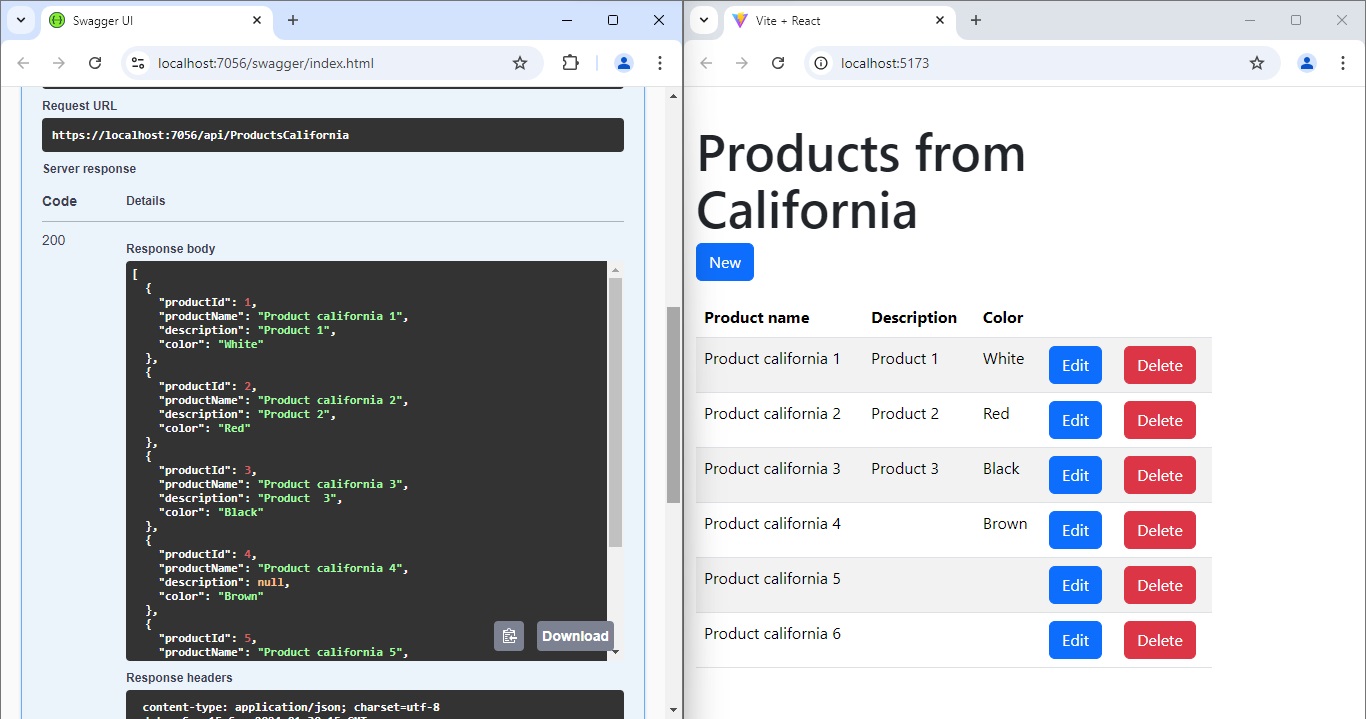 Swagger UI
localhost:7056/swagger/index.html
Request URL
https://localhost:7056/api/ProductsCalifornia
Server response
Code Details
200
Response body
[
{
"productId": 1,
"productName": "Product california 1",
"description": "Product 1",
"color": "White"
},
{
"productId": 2,
"productName": "Product california 2",
"description": "Product 2",
"color": "Red"
},
{
"productId": 3,
"productName": "Product california 3",
"description": "Product  3",
"color": "Black"
},
{
"productId": 4,
"productName": "Product california 4",
"description": null,
"color": "Brown"
},
{
"productId": 5,
"productName": "Product california 5",
Download
Response headers
content-type: application/json; charset=utf-8
Vite + React
localhost:5173
Products from
California
New
Product name Description Color
Product california 1 Product 1 White Edit Delete
Product california 2 Product 2 Red Edit Delete
Product california 3 Product 3 Black Edit Delete
Product california 4 Brown Edit Delete
Product california 5 Edit Delete
Product california 6 Edit Delete